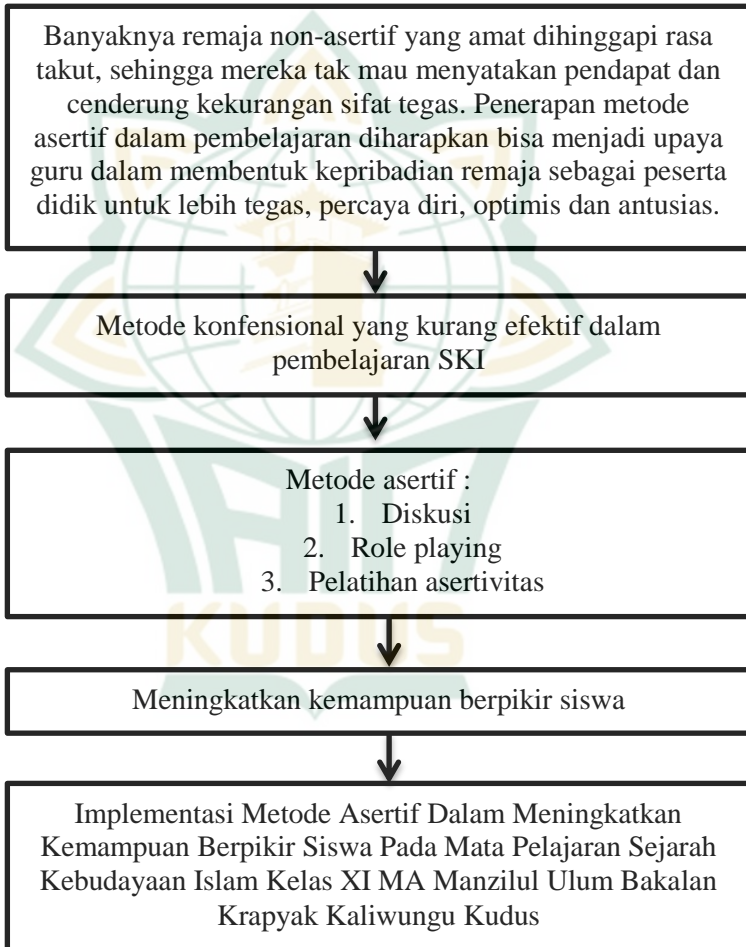 Banyaknya remaja non-asertif yang amat dihinggapi rasa
takut, sehingga mereka tak mau menyatakan pendapat dan
cenderung kekurangan sifat tegas. Penerapan metode
asertif dalam pembelajaran diharapkan bisa menjadi upaya
guru dalam membentuk kepribadian remaja sebagai peserta
didik untuk lebih tegas, percaya diri, optimis dan antusias.
Metode konfensional yang kurang efektif dalam
pembelajaran SKI
Metode asertif :
1. Diskusi
2. Role playing
3. Pelatihan asertivitas
IAIN
KUDUS
Meningkatkan kemampuan berpikir siswa
Implementasi Metode Asertif Dalam Meningkatkan
Kemampuan Berpikir Siswa Pada Mata Pelajaran Sejarah
Kebudayaan Islam Kelas XI MA Manzilul Ulum Bakalan
Krapyak Kaliwungu Kudus